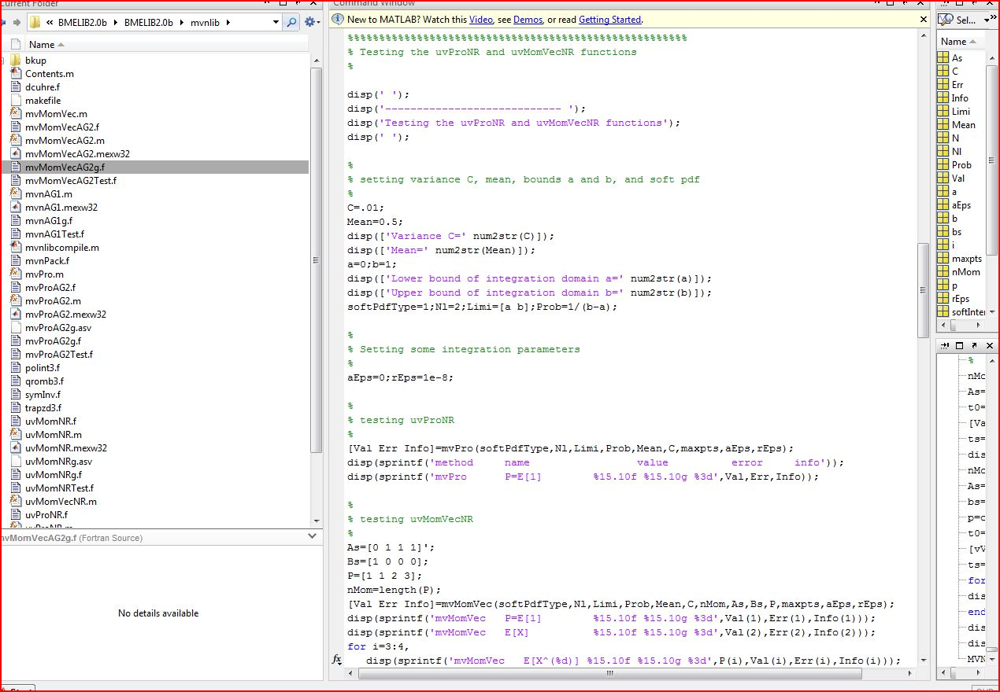 Current Folder
Command Window
« BMELIB2.0b ▸ BMELIB2.0b ▸ mvnlib ▸
New to MATLAB? Watch this Video, see Demos, or read Getting Started.
Sel...
Name
bkup
Contents.m
dcuhre.f
makefile
mvMomVec.m
mvMomVecAG2.f
mvMomVecAG2.m
mvMomVecAG2.mexw32
mvMomVecAG2g.f
mvMomVecAG2Test.f
mvnAG1.m
mvnAG1.mexw32
mvnAG1g.f
mvnAG1Test.f
mvnlibcompile.m
mvnPack.f
mvPro.m
mvProAG2.f
mvProAG2.m
mvProAG2.mexw32
mvProAG2g.asv
mvProAG2g.f
mvProAG2Test.f
polint3.f
qromb3.f
symInv.f
trapzd3.f
uvMomNR.f
uvMomNR.m
uvMomNR.mexw32
uvMomNRg.asv
uvMomNRg.f
uvMomNRTest.f
uvMomVecNR.m
uvProNR.f
uvProNR.m
mvMomVecAG2g.f (Fortran Source)
No details available
%%%%%%%%%%%%%%%%%%%%%%%%%%%%%%%%%%%%%%%%%%%%%%%%%%%%%%
% Testing the uvProNR and uvMomVecNR functions
%
disp(' ');
disp('---------------------------- ');
disp('Testing the uvProNR and uvMomVecNR functions');
disp(' ');
%
% setting variance C, mean, bounds a and b, and soft pdf
%
C=.01;
Mean=0.5;
disp(['Variance C=' num2str(C)]);
disp(['Mean=' num2str(Mean)]);
a=0;b=1;
disp(['Lower bound of integration domain a=' num2str(a)]);
disp(['Upper bound of integration domain b=' num2str(b)]);
softPdfType=1;Nl=2;Limi=[a b];Prob=1/(b-a);
%
% Setting some integration parameters
%
aEps=0;rEps=1e-8;
%
% testing uvProNR
%
[Val Err Info]=mvPro(softPdfType,Nl,Limi,Prob,Mean,C,maxpts,aEps,rEps);
disp(sprintf('method     name                 value          error     info'));
disp(sprintf('mvPro      P=E[1]        %15.10f %15.10g %3d',Val,Err,Info));
%
% testing uvMomVecNR
%
As=[0 1 1 1]';
Bs=[1 0 0 0];
P=[1 1 2 3];
nMom=length(P);
[Val Err Info]=mvMomVec(softPdfType,Nl,Limi,Prob,Mean,C,nMom,As,Bs,P,maxpts,aEps,rEps);
disp(sprintf('mvMomVec   P=E[1]        %15.10f %15.10g %3d',Val(1),Err(1),Info(1)));
disp(sprintf('mvMomVec   E[X]          %15.10f %15.10g %3d',Val(2),Err(2),Info(2)));
for i=3:4,
disp(sprintf('mvMomVec   E[X^(%d)] %15.10f %15.10g %3d',P(i),Val(i),Err(i),Info(i)));
fx
Name
As
C
Err
Info
Limi
Mean
N
Nl
Prob
Val
a
aEps
b
bs
i
maxpts
nMom
p
rEps
softInter
%
nMo
As=
t0=
[Va
ts=
dis
nMo
As=
bs=
p=c
t0=
[vV
ts=
for
dis
end
dis
dis
MVN
Start
OVR